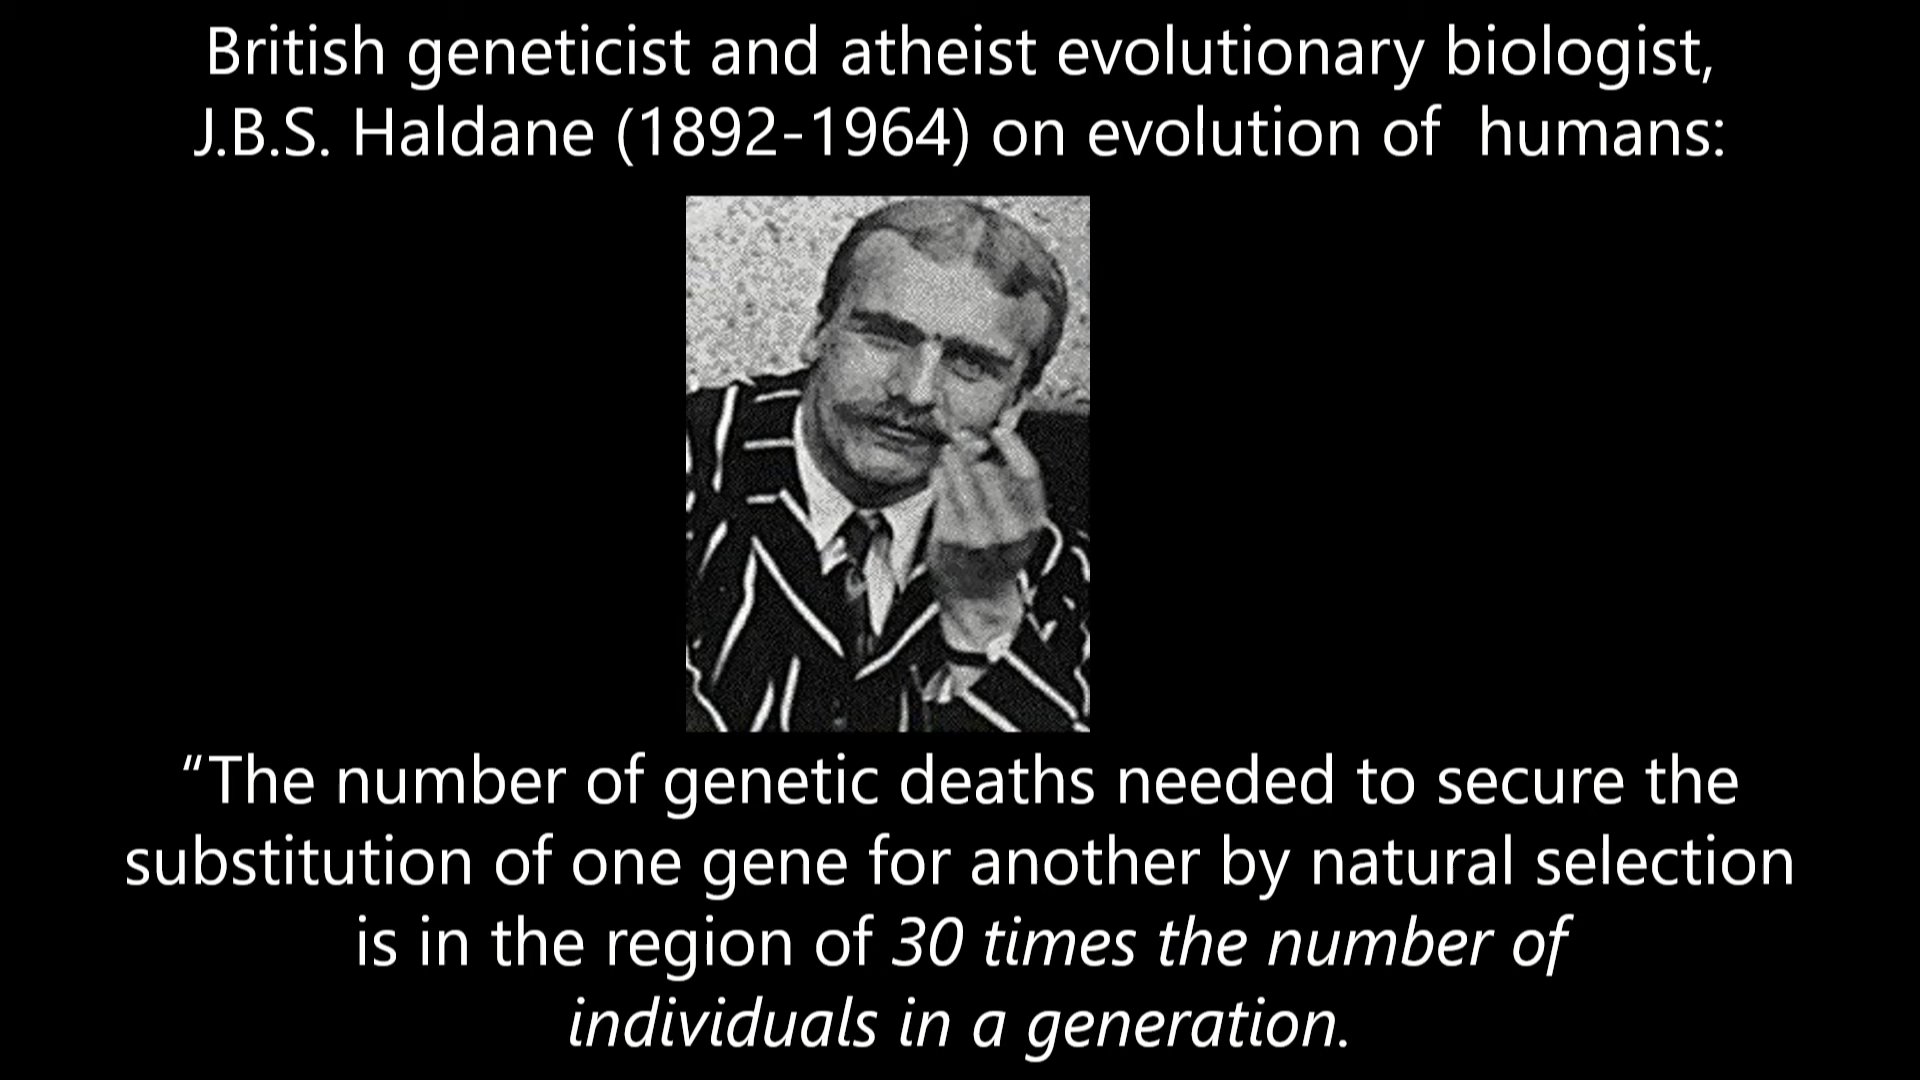 British geneticist and atheist evolutionary biologist,
J.B.S. Haldane (1892-1964) on evolution of  humans:
“The number of genetic deaths needed to secure the
substitution of one gene for another by natural selection
is in the region of 30 times the number of
individuals in a generation.